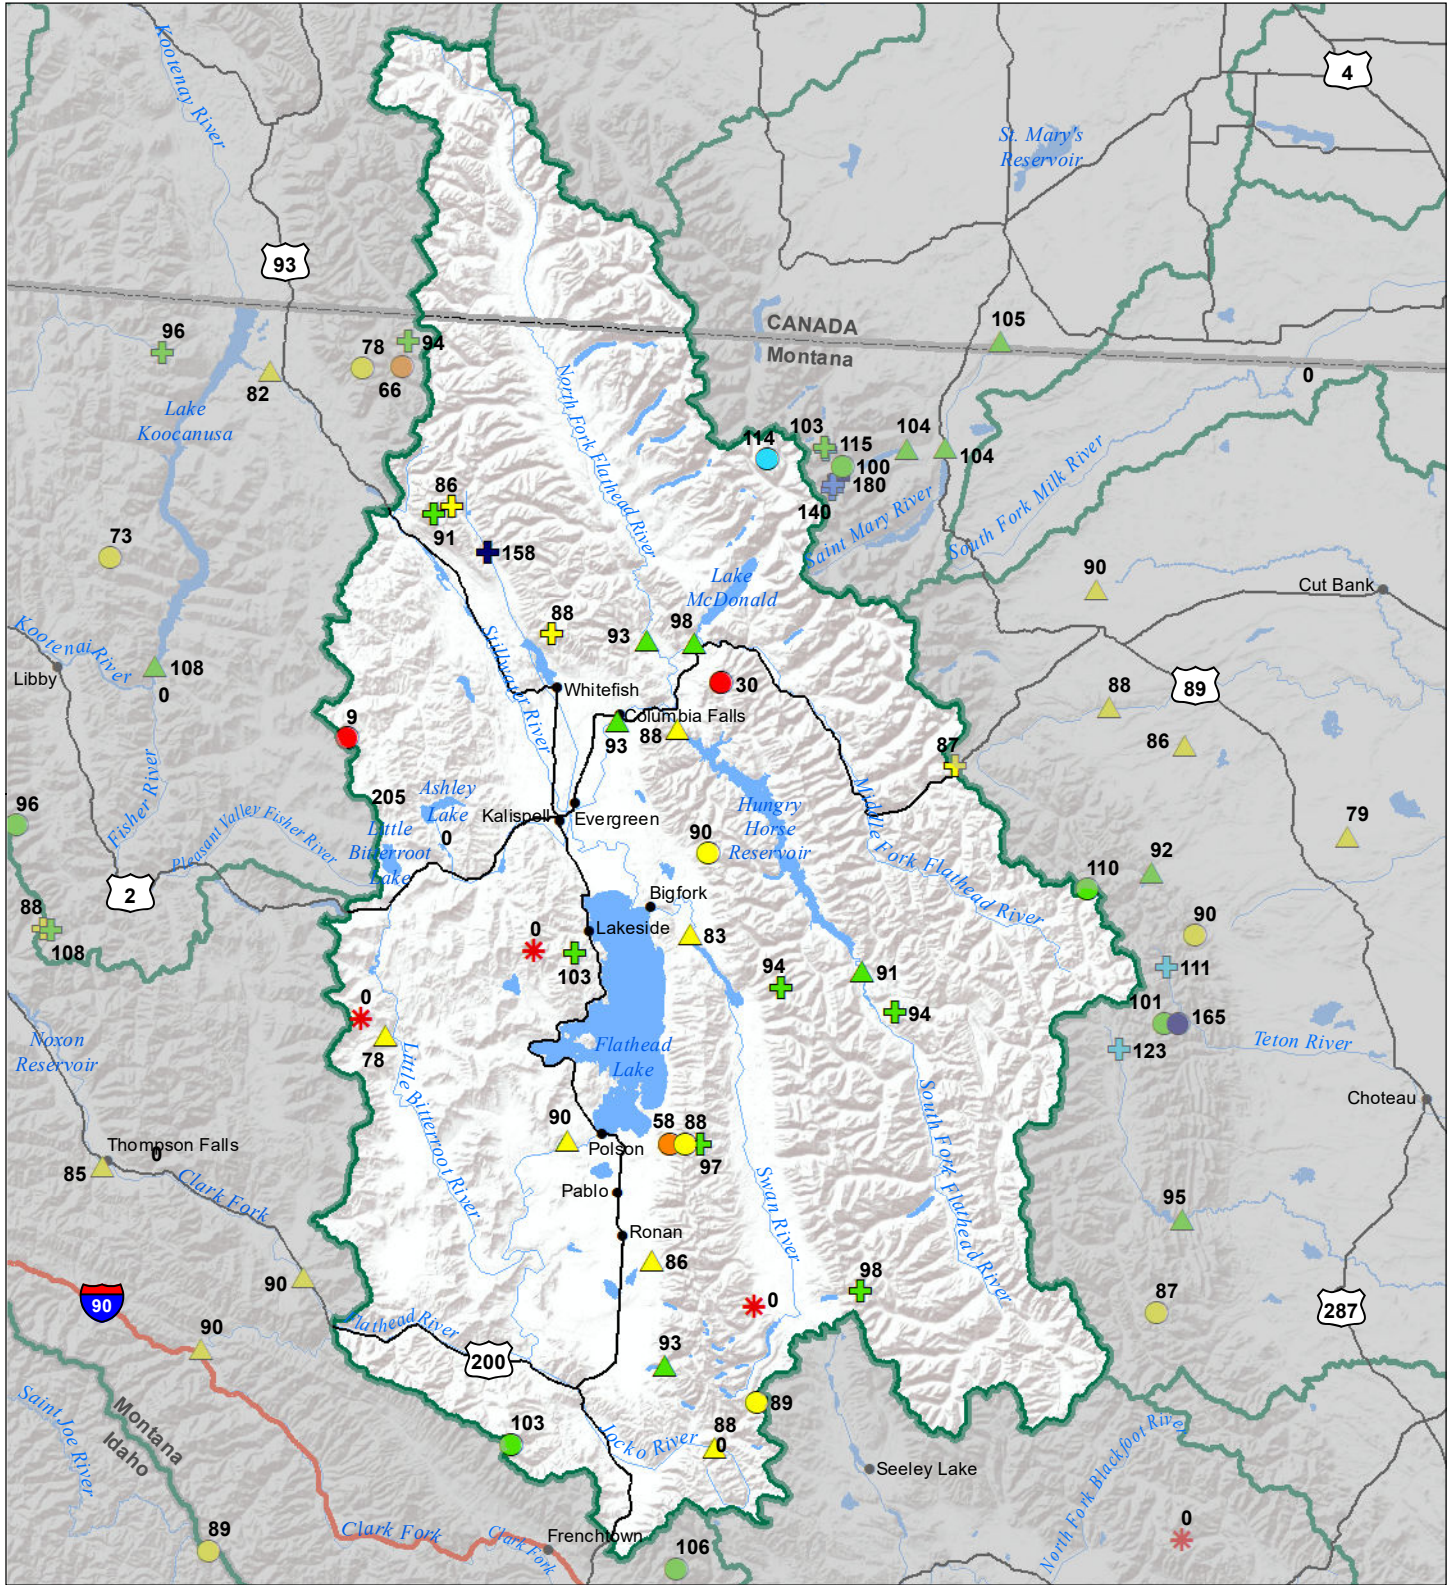 Kootenay River
4
St. Mary's
Reservoir
93
CANADA
Montana
105
96
94
78
66
82
0
Lake
Koocanusa
North Fork Flathead River
114
103
115
100
180
140
104
104
Saint Mary River
South Fork Milk River
86
91
158
73
90
Cut Bank
Lake
McDonald
Kootenai River
Libby
108
0
88
93
98
Stillwater River
Whitefish
30
Columbia Falls
93
88
89
88
86
87
9
205
Ashley
Lake
0
Kalispell
Evergreen
Little
Bitterroot
Lake
Hungry
Horse
Reservoir
Middle Fork Flathead River
79
96
Fisher River
Pleasant Valley Fisher River
2
90
92
110
90
Bigfork
88
108
Lakeside
0
103
83
94
91
94
111
101
165
123
Teton River
0
78
Noxon
Reservoir
Flathead
Lake
Little Bitterroot River
South Fork Flathead River
Choteau
Thompson Falls
0
85
Clark Fork
90
58
88
97
Polson
Pablo
Swan River
Ronan
86
95
90
90
90
Flathead River
200
0
98
87
287
93
89
Saint Joe River
Montana
Idaho
103
Jocko River
88
0
Seeley Lake
North Fork Blackfoot River
0
89
Clark Fork
Clark Fork
Frenchtown
106